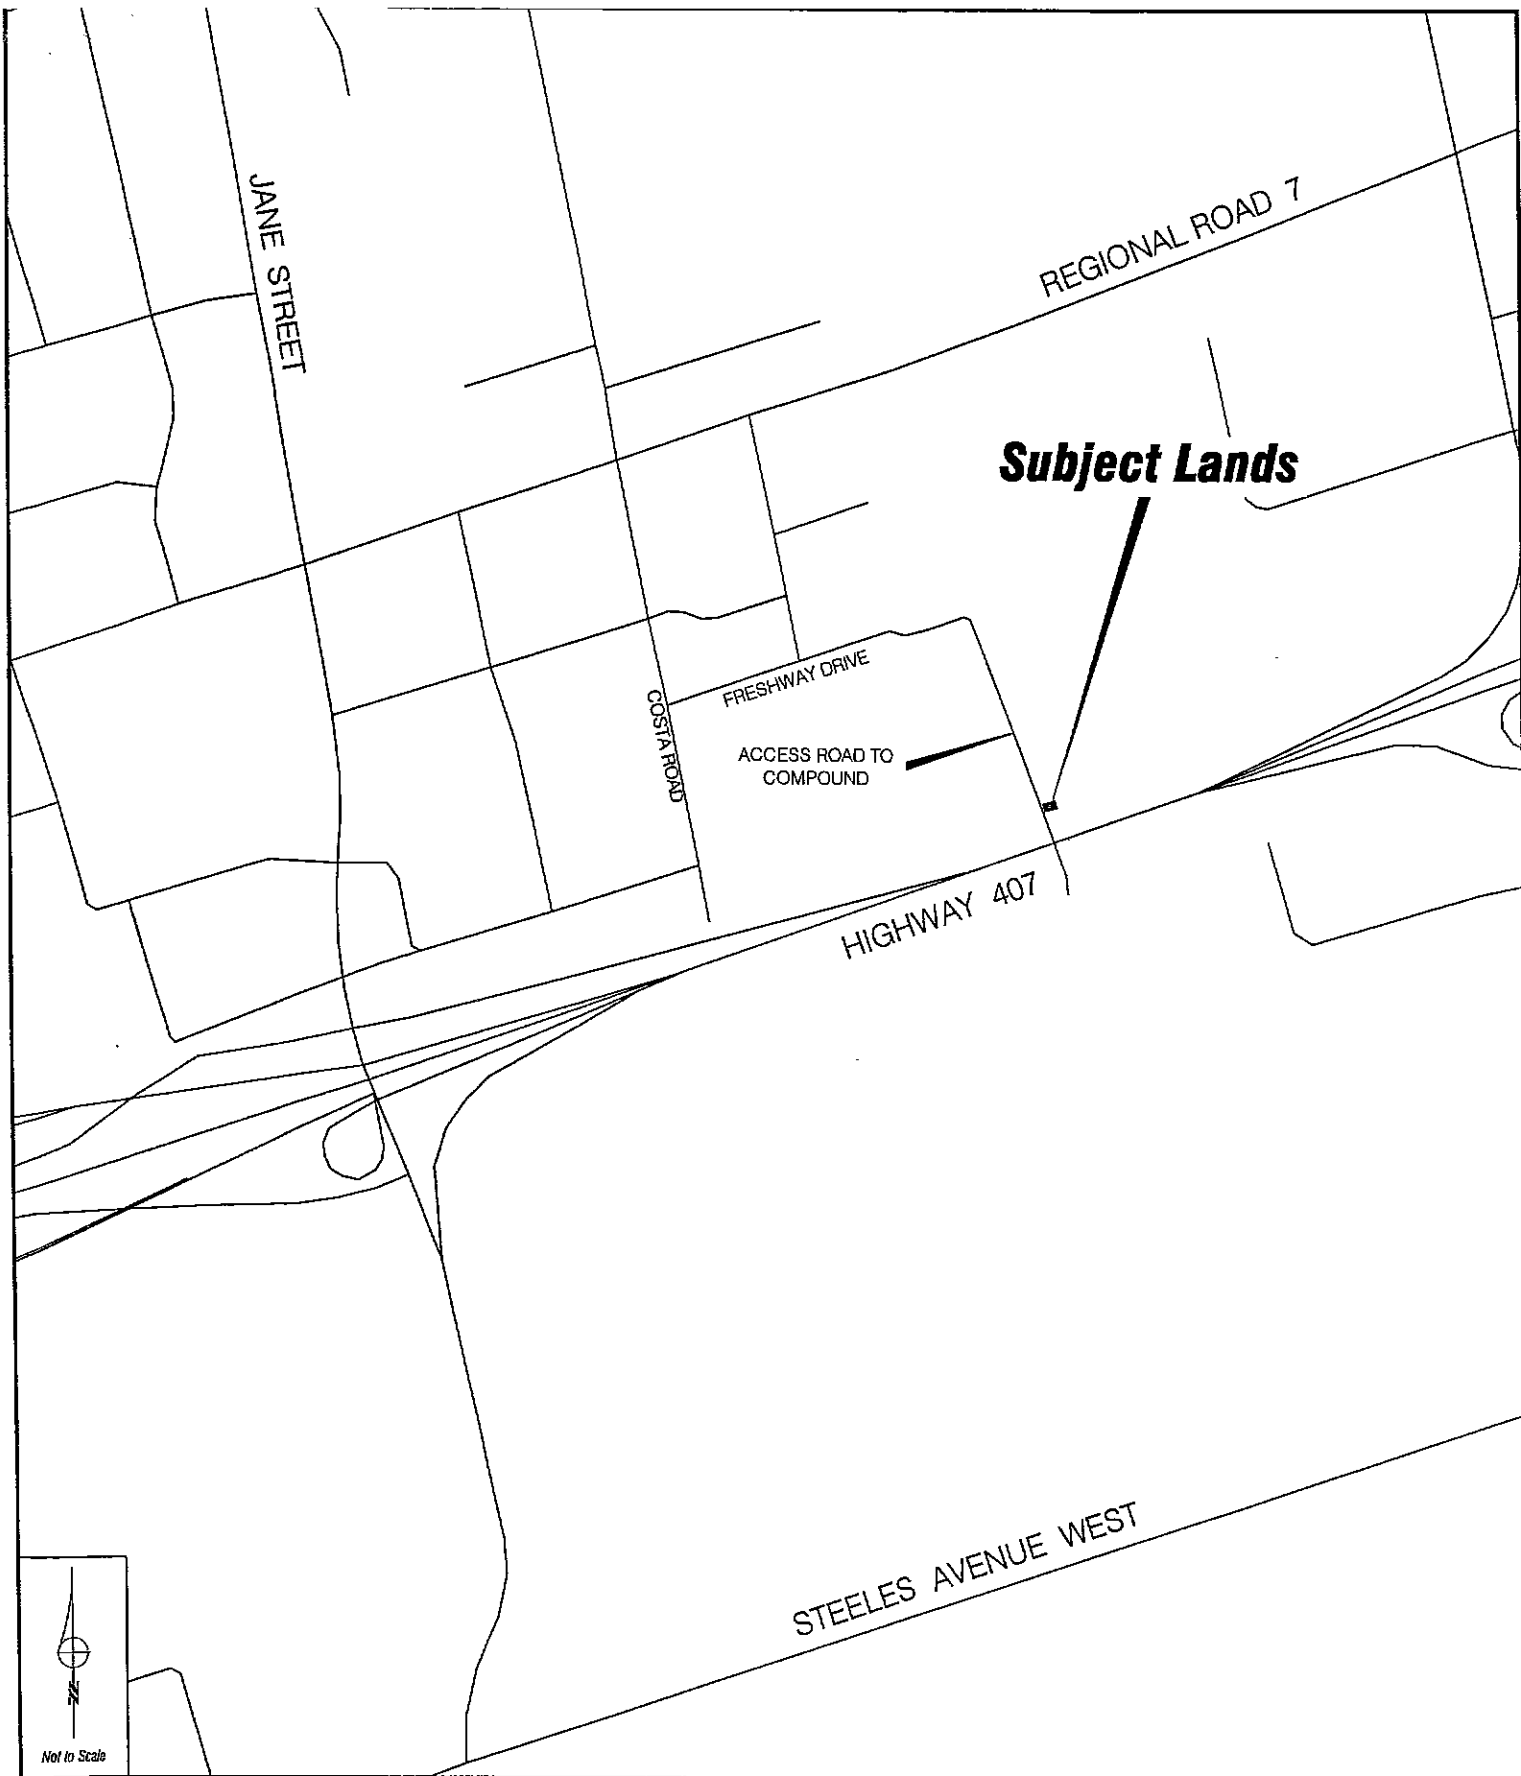 JANE STREET
REGIONAL ROAD 7
Subject Lands
FRESHWAY DRIVE
COSTA ROAD
ACCESS ROAD TO
COMPOUND
HIGHWAY 407
STEELES AVENUE WEST
N
Not to Scale